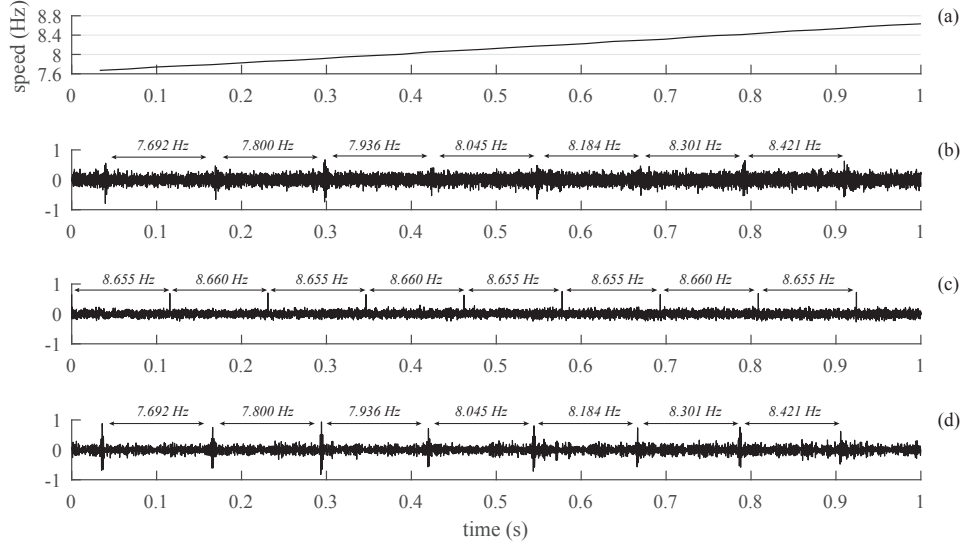 8.8
(a)
8.4
8
7.6
speed (Hz)
0 0.1 0.2 0.3 0.4 0.5 0.6 0.7 0.8 0.9 1
7.692 Hz 7.800 Hz 7.936 Hz 8.045 Hz 8.184 Hz 8.301 Hz 8.421 Hz
(b)
1
0
-1
0 0.1 0.2 0.3 0.4 0.5 0.6 0.7 0.8 0.9 1
8.655 Hz 8.660 Hz 8.655 Hz 8.660 Hz 8.655 Hz 8.655 Hz 8.660 Hz 8.655 Hz
(c)
1
0
-1
0 0.1 0.2 0.3 0.4 0.5 0.6 0.7 0.8 0.9 1
7.692 Hz 7.800 Hz 7.936 Hz 8.045 Hz 8.184 Hz 8.301 Hz 8.421 Hz
(d)
1
0
-1
0 0.1 0.2 0.3 0.4 0.5 0.6 0.7 0.8 0.9 1
time (s)